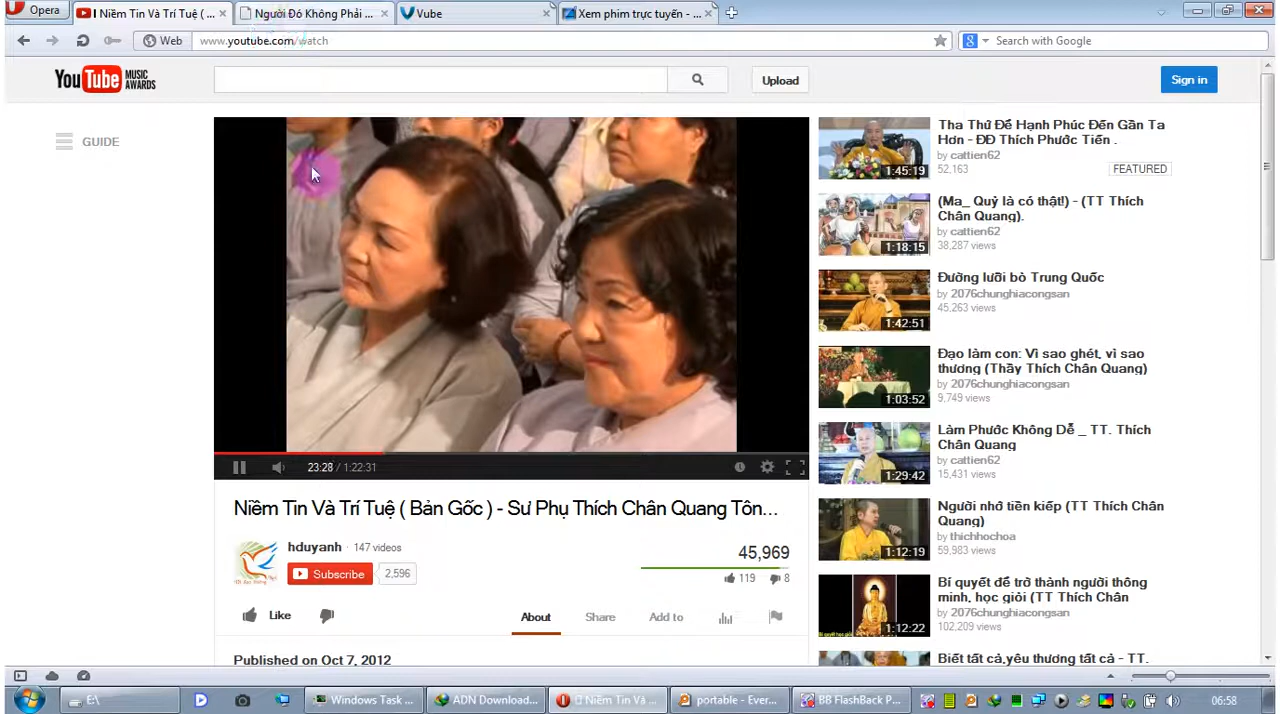 Opera
Niềm Tin Và Trí Tuệ ( ...
Người Đó Không Phải ...
Vube
Xem phim trực tuyến - ...
Web
www.youtube.com/watch
Search with Google
YouTube MUSIC AWARDS
Upload
Sign in
GUIDE
Tha Thứ Để Hạnh Phúc Đến Gần Ta
Hơn - ĐĐ Thích Phước Tiến .
by cattien62
52,163
FEATURED
1:45:19
(Ma_ Quỷ là có thật!) - (TT Thích
Chân Quang).
by cattien62
38,287 views
1:18:15
Đường lưỡi bò Trung Quốc
by 2076chunghiacongsan
45,263 views
1:42:51
Đạo làm con: Vì sao ghét, vì sao
thương (Thầy Thích Chân Quang)
by 2076chunghiacongsan
9,749 views
1:03:52
Làm Phước Không Dễ _ TT. Thích
Chân Quang
by cattien62
15,431 views
1:29:42
Người nhớ tiền kiếp (TT Thích Chân
Quang)
by thichhochoa
59,983 views
1:12:19
Bí quyết để trở thành người thông
minh, học giỏi (TT Thích Chân
by 2076chunghiacongsan
102,209 views
1:12:22
Biết tất cả,yêu thương tất cả - TT.
23:28 / 1:22:31
Niềm Tin Và Trí Tuệ ( Bản Gốc ) - Sư Phụ Thích Chân Quang Tôn...
hduyanh · 147 videos
Subscribe 2,596
45,969
119 8
Like
About
Share
Add to
Published on Oct 7, 2012
E:\
Windows Task ...
ADN Download...
Niềm Tin Và ...
portable - Ever...
BB FlashBack P...
06:58